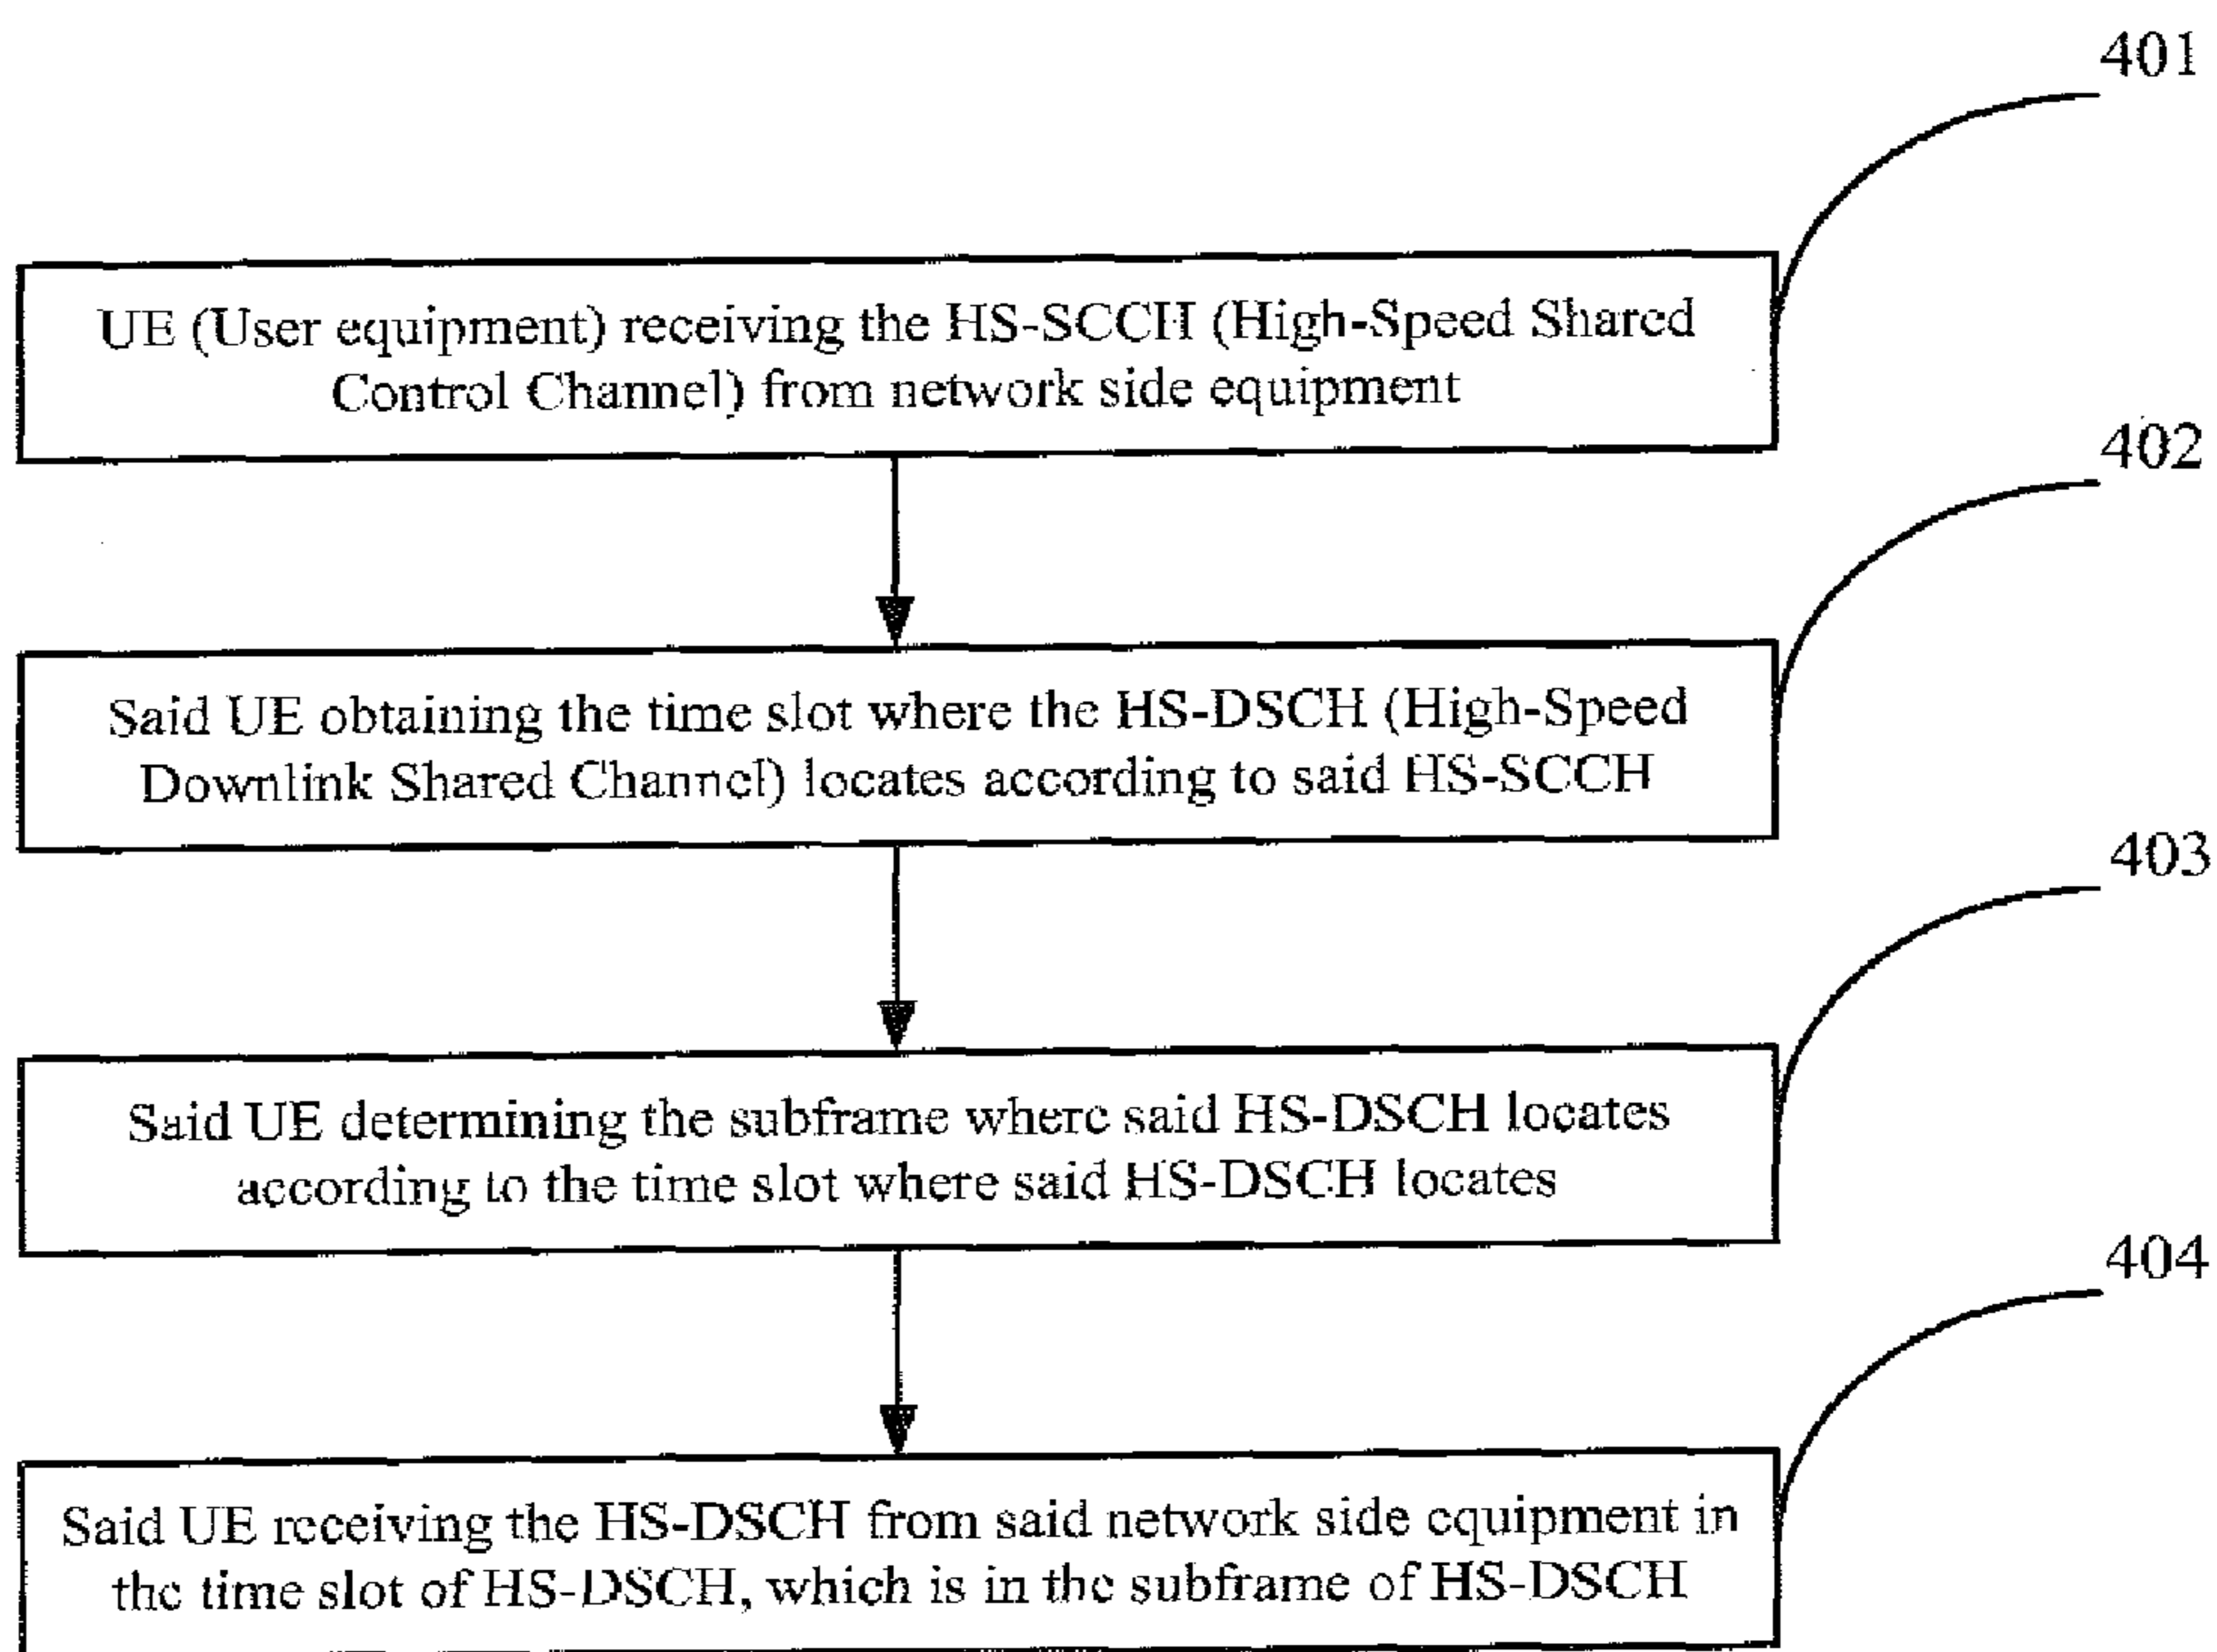 401
UE (User equipment) receiving the HS-SCCH (High-Speed Shared
Control Channel) from network side equipment
402
Said UE obtaining the time slot where the HS-DSCH (High-Speed
Downlink Shared Channel) locates according to said HS-SCCH
403
Said UE determining the subframe where said HS-DSCH locates
according to the time slot where said HS-DSCH locates
404
Said UE receiving the HS-DSCH from said network side equipment in
the time slot of HS-DSCH, which is in the subframe of HS-DSCH